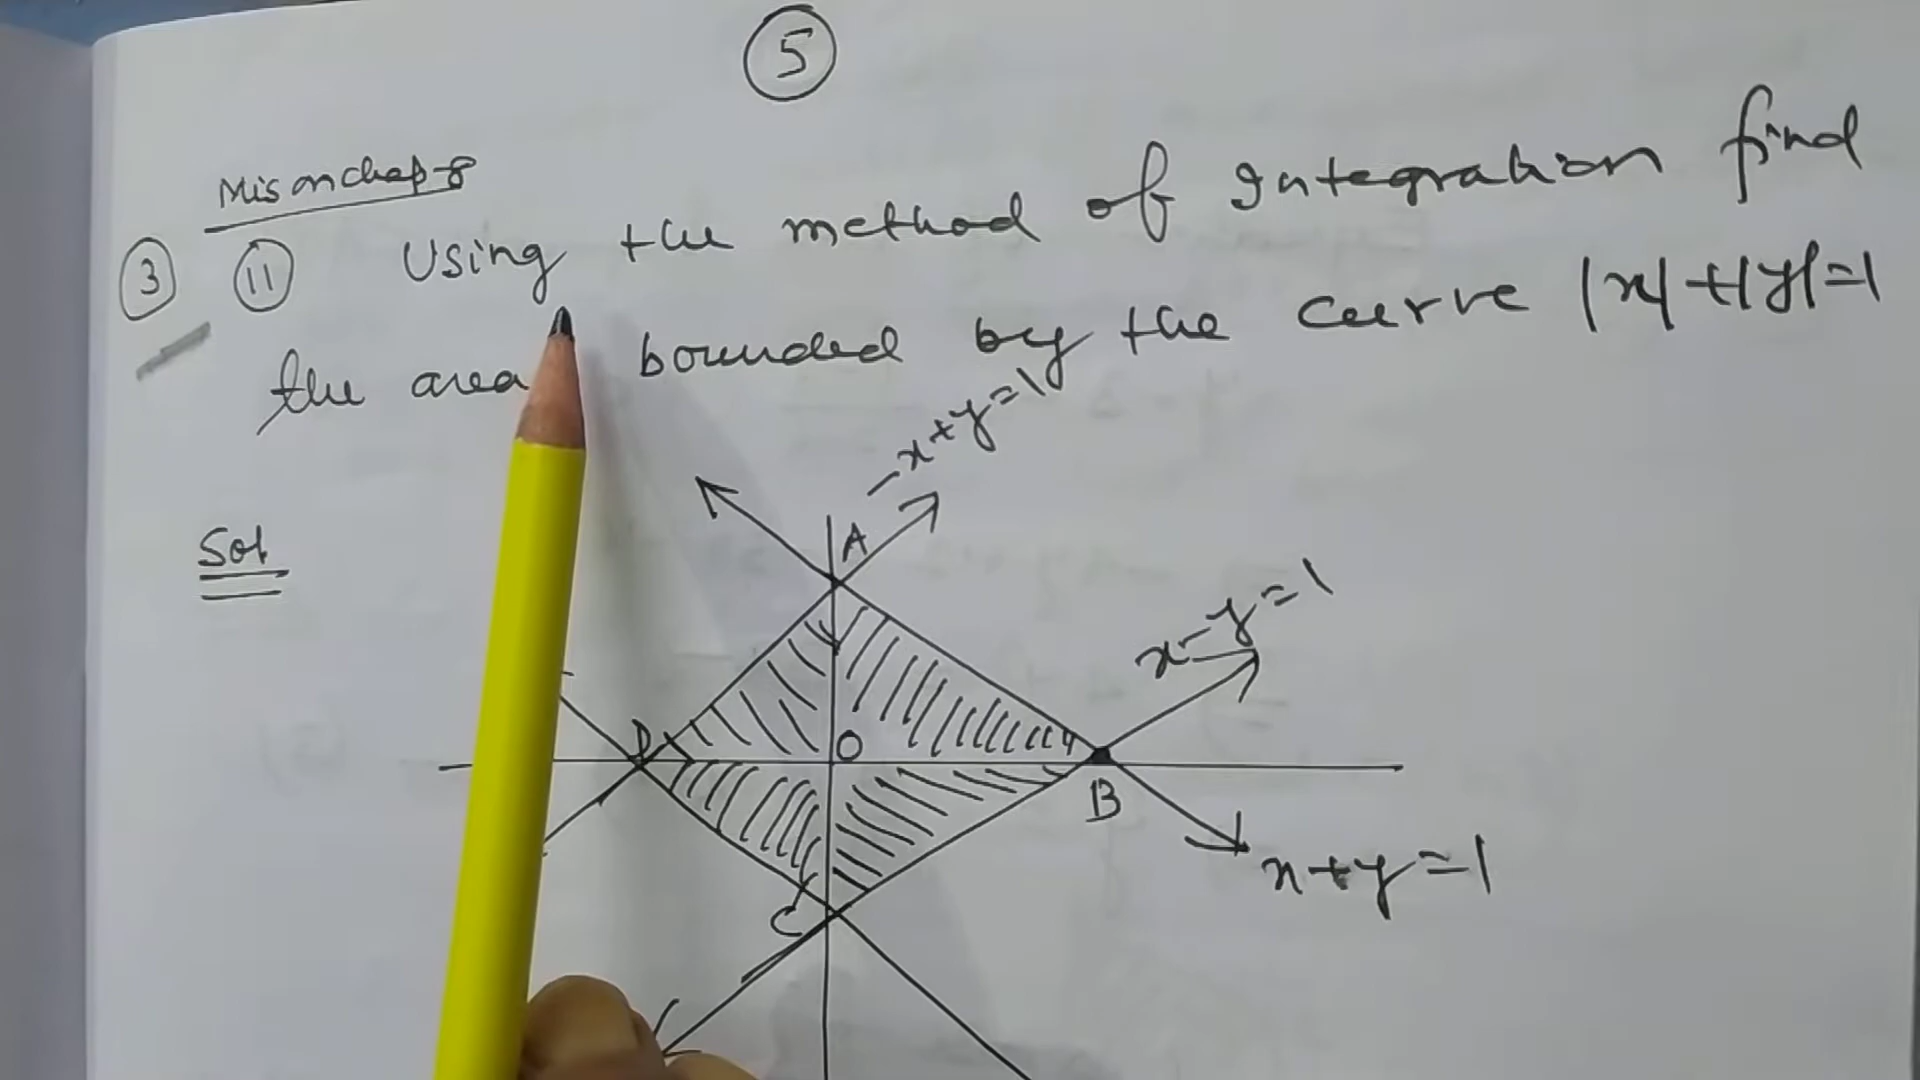 5
Mis on chap-8
3 11 Using the method of Integration find
the area bounded by the curve |x|+|y|=1
-x+y=1
Sol
A
x-y=1
D
O
B
x+y=1
C